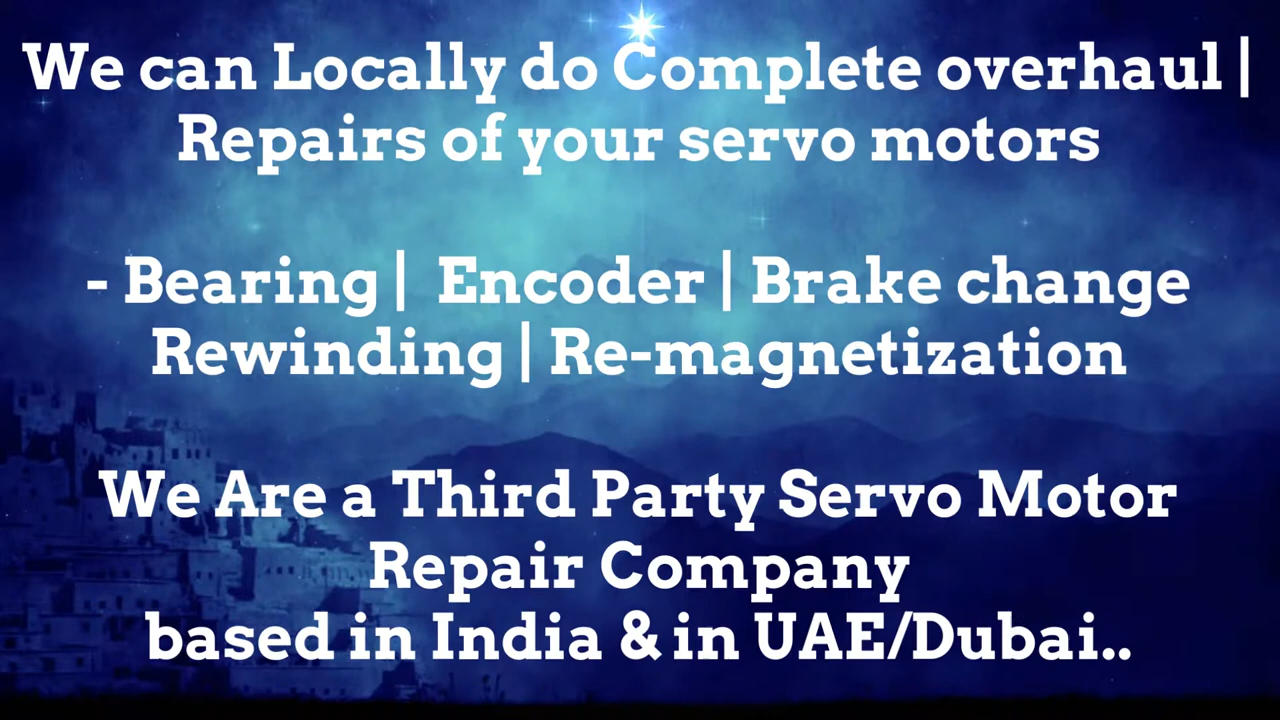 We can Locally do Complete overhaul |
Repairs of your servo motors
- Bearing | Encoder | Brake change
Rewinding | Re-magnetization
We Are a Third Party Servo Motor
Repair Company
based in India & in UAE/Dubai..